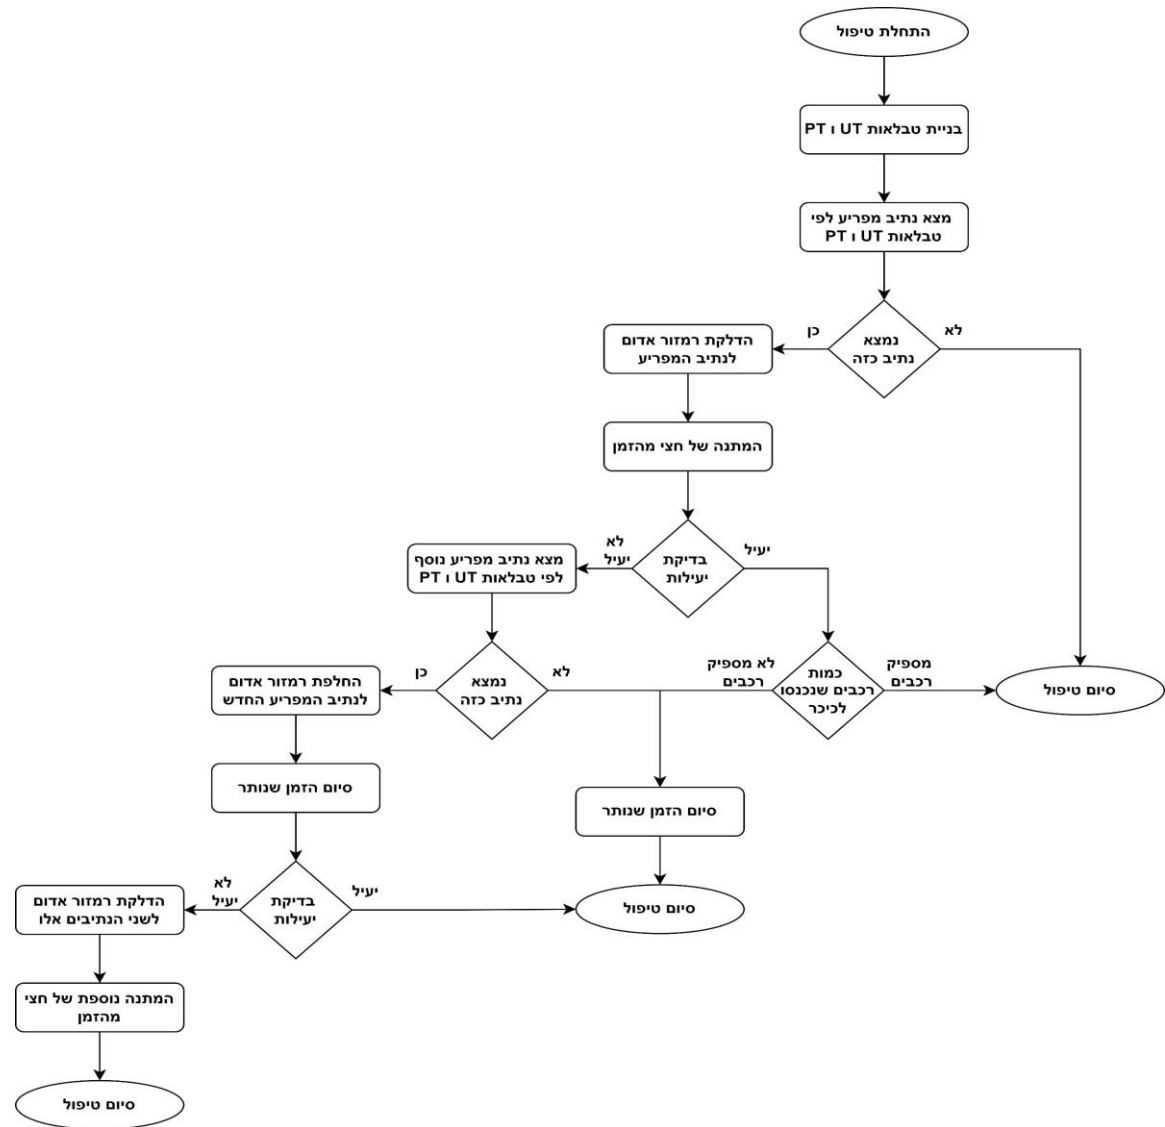 התחלת טיפול
בניית טבלאות UT ו PT
מצא נתיב מפריע לפי
טבלאות UT ו PT
נמצא
נתיב כזה
כן
לא
הדלקת רמזור אדום
לנתיב המפריע
המתנה של חצי מהזמן
בדיקת
יעילות
יעיל
לא
יעיל
מצא נתיב מפריע נוסף
לפי טבלאות UT ו PT
כמות
רכבים שנכנסו
לכיכר
מספיק
רכבים
לא מספיק
רכבים
סיום טיפול
נמצא
נתיב כזה
לא
כן
החלפת רמזור אדום
לנתיב המפריע החדש
סיום הזמן שנותר
סיום הזמן שנותר
בדיקת
יעילות
יעיל
לא
יעיל
סיום טיפול
הדלקת רמזור אדום
לשני הנתיבים אלו
המתנה נוספת של חצי
מהזמן
סיום טיפול